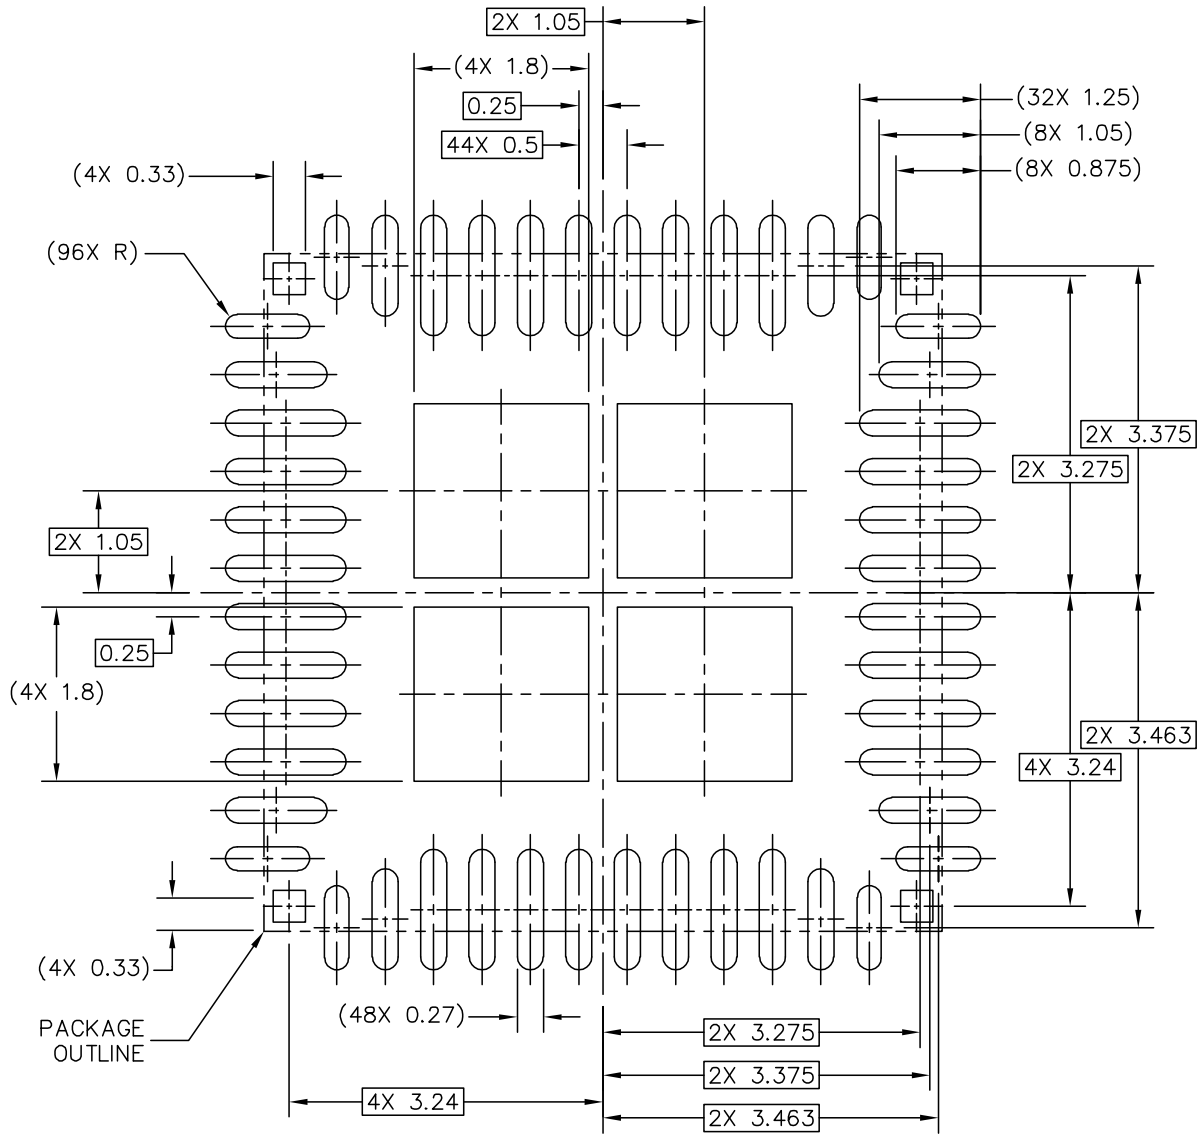 2X 1.05
(4X 1.8)
0.25
(32X 1.25)
44X 0.5
(8X 1.05)
(4X 0.33)
(8X 0.875)
(96X R)
2X 3.375
2X 3.275
2X 1.05
0.25
(4X 1.8)
2X 3.463
4X 3.24
(4X 0.33)
(48X 0.27)
PACKAGE
OUTLINE
2X 3.275
2X 3.375
4X 3.24
2X 3.463